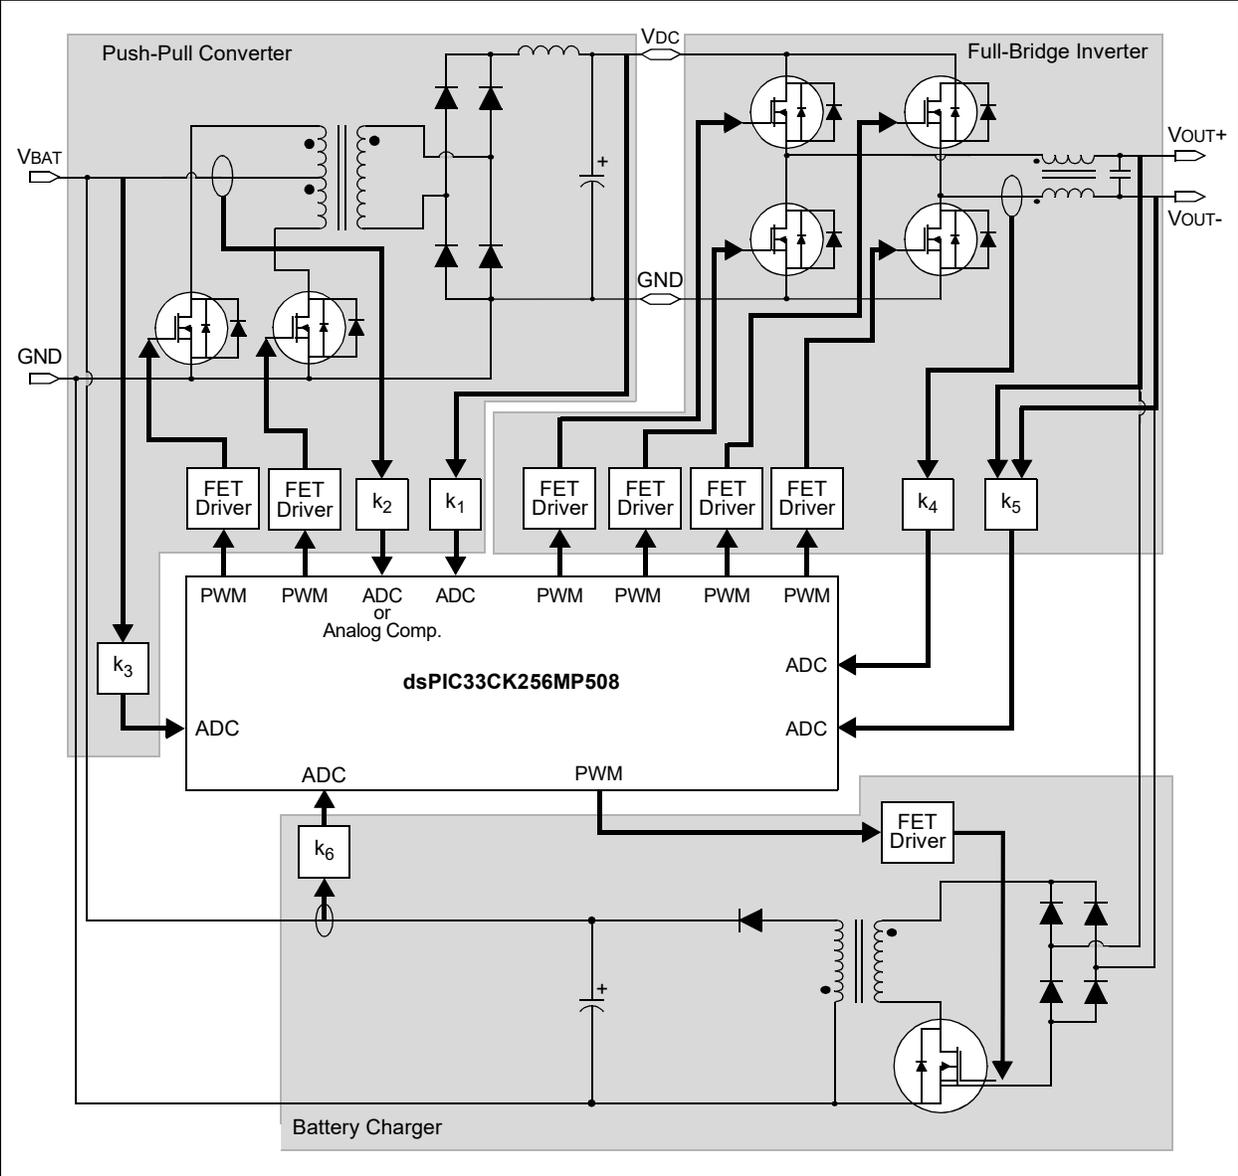 Push-Pull Converter
VDC
Full-Bridge Inverter
+
VOUT+
VBAT
VOUT-
GND
GND
FET
Driver
FET
Driver
k2
k1
FET
Driver
FET
Driver
FET
Driver
FET
Driver
k4
k5
PWM
PWM
ADC
or
Analog Comp.
ADC
PWM
PWM
PWM
PWM
k3
ADC
dsPIC33CK256MP508
ADC
ADC
ADC
PWM
k6
FET
Driver
+
Battery Charger